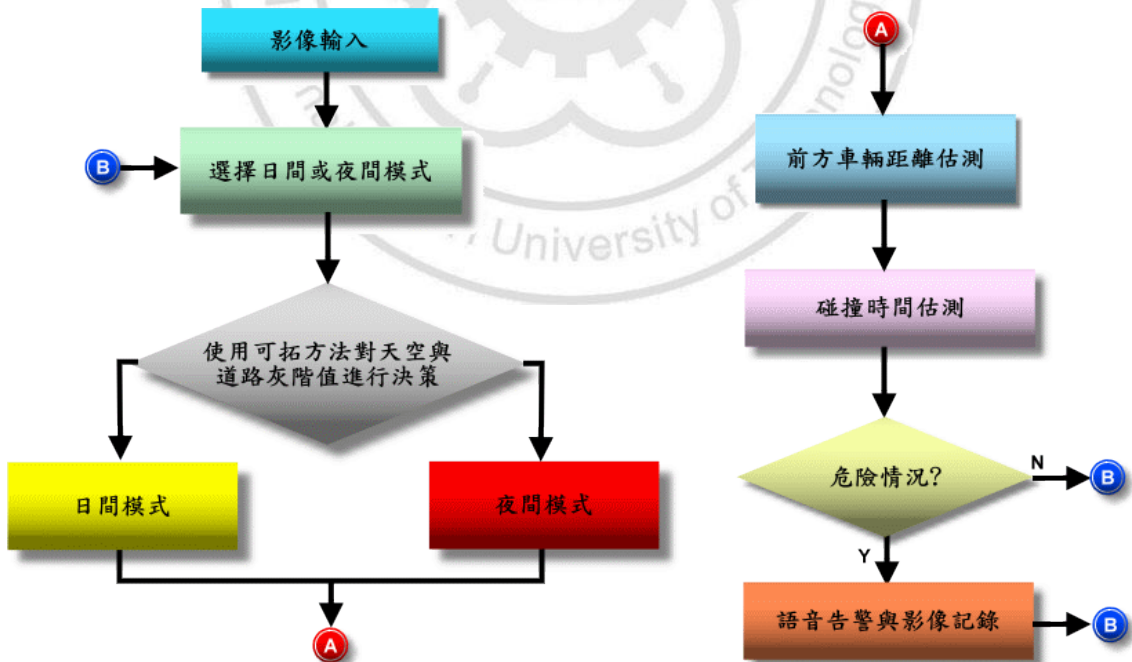 影像輸入
B
選擇日間或夜間模式
使用可拓方法對天空與
道路灰階值進行決策
日間模式
夜間模式
A
A
前方車輛距離估測
碰撞時間估測
危險情況?
N
B
Y
語音告警與影像記錄
B
University of